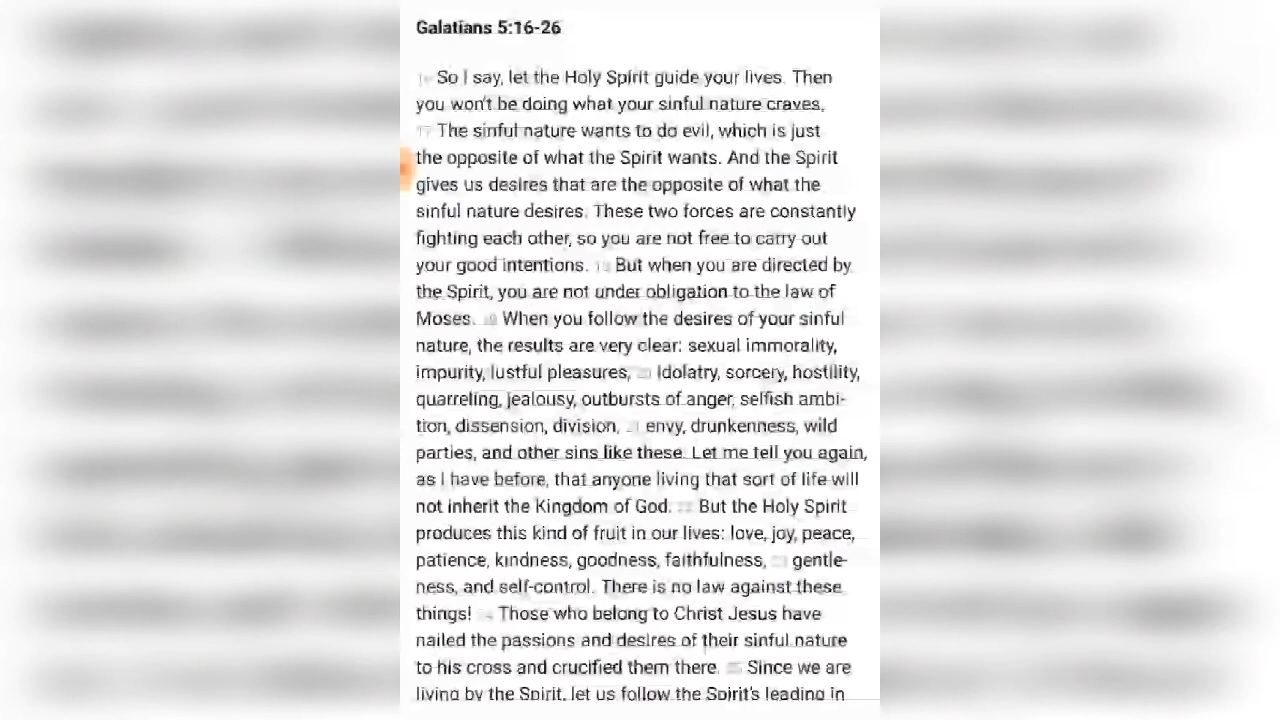 Galatians 5:16-26
So I say, let the Holy Spirit guide your lives. Then
you won't be doing what your sinful nature craves.
The sinful nature wants to do evil, which is just
the opposite of what the Spirit wants. And the Spirit
gives us desires that are the opposite of what the
sinful nature desires. These two forces are constantly
fighting each other, so you are not free to carry out
your good intentions. But when you are directed by
the Spirit, you are not under obligation to the law of
Moses. When you follow the desires of your sinful
nature, the results are very clear: sexual immorality,
impurity, lustful pleasures, idolatry, sorcery, hostility,
quarreling, jealousy, outbursts of anger, selfish ambi-
tion, dissension, division, envy, drunkenness, wild
parties, and other sins like these. Let me tell you again,
as I have before, that anyone living that sort of life will
not inherit the Kingdom of God. But the Holy Spirit
produces this kind of fruit in our lives: love, joy, peace,
patience, kindness, goodness, faithfulness, gentle-
ness, and self-control. There is no law against these
things! Those who belong to Christ Jesus have
nailed the passions and desires of their sinful nature
to his cross and crucified them there. Since we are
living by the Spirit, let us follow the Spirit's leading in